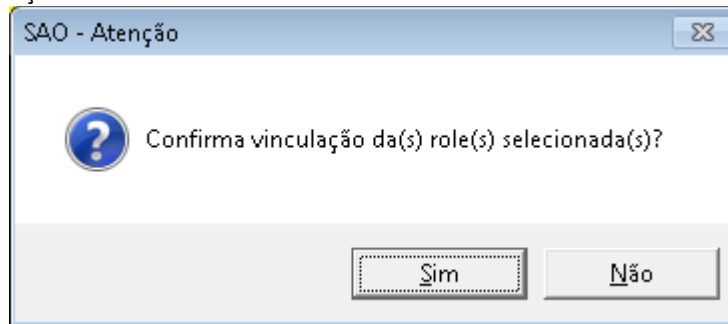 SAO - Atenção
Confirma vinculação da(s) role(s) selecionada(s)?
Sim
Não